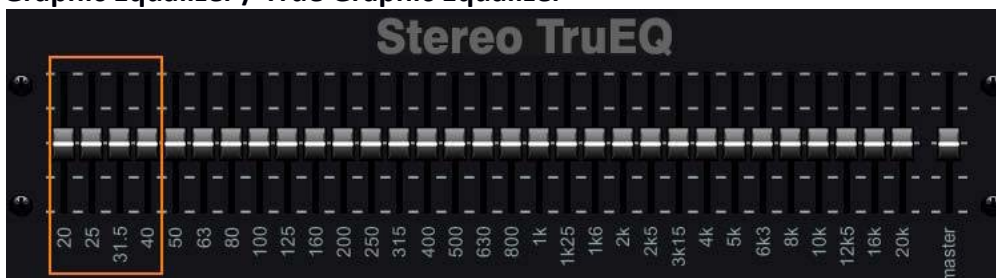 Graphic Equalizer / True Graphic Equalizer
Stereo TruEQ
20 25 31.5 40 50 63 80 100 125 160 200 250 315 400 500 630 800 1k 1k25 1k6 2k 2k5 3k15 4k 5k 6k3 8k 10k 12k5 16k 20k master